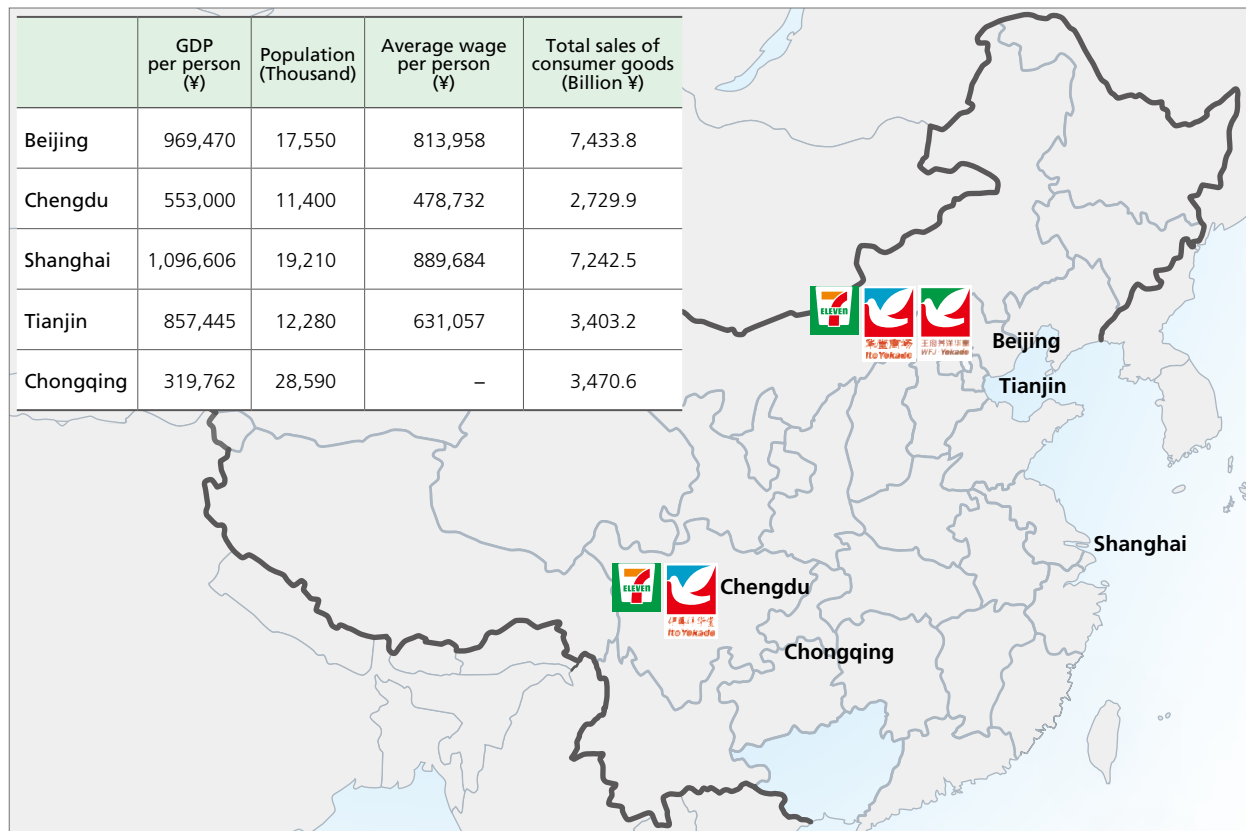 GDP per person (¥) Population (Thousand) Average wage per person (¥) Total sales of consumer goods (Billion ¥)
Beijing 969,470 17,550 813,958 7,433.8
Chengdu 553,000 11,400 478,732 2,729.9
Shanghai 1,096,606 19,210 889,684 7,242.5
Tianjin 857,445 12,280 631,057 3,403.2
Chongqing 319,762 28,590 – 3,470.6
7 ELEVEN
Ito Yokado
WFJ Yokado
Beijing
Tianjin
Shanghai
7 ELEVEN
Ito Yokado
Chengdu
Chongqing